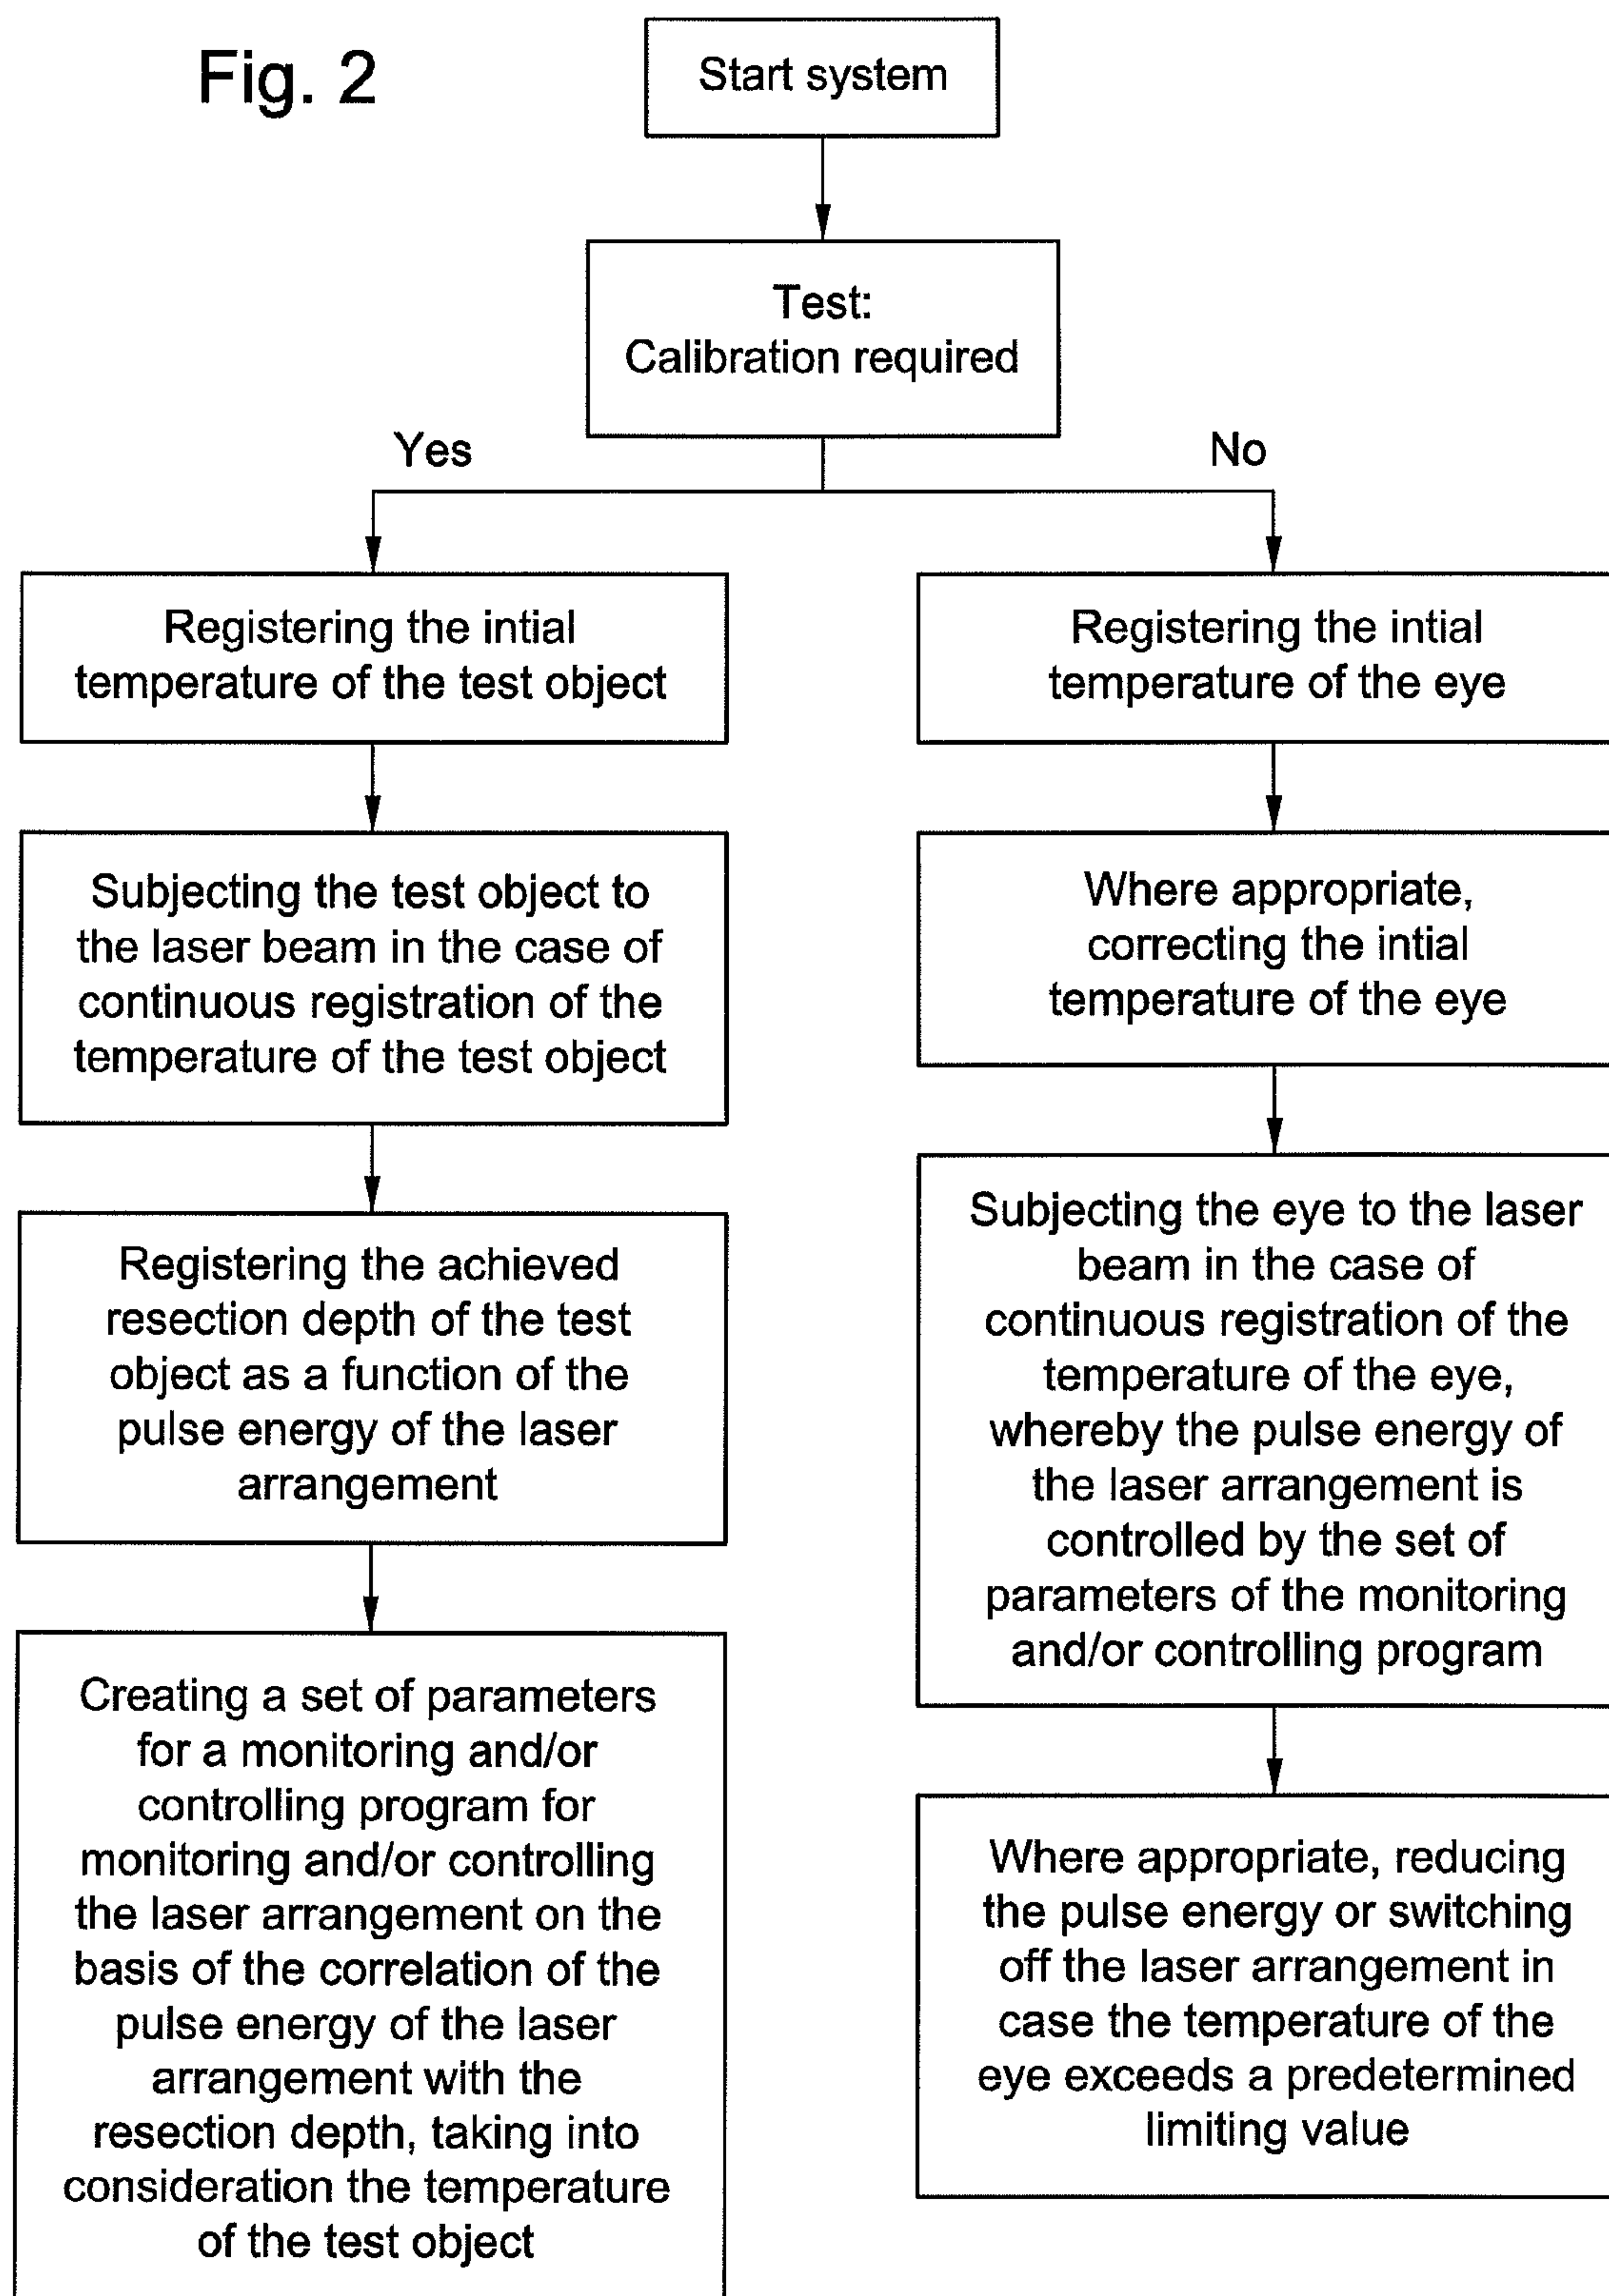 Fig. 2
Start system
Test:
Calibration required
Yes
No
Registering the intial
temperature of the test object
Subjecting the test object to
the laser beam in the case of
continuous registration of the
temperature of the test object
Registering the achieved
resection depth of the test
object as a function of the
pulse energy of the laser
arrangement
Creating a set of parameters
for a monitoring and/or
controlling program for
monitoring and/or controlling
the laser arrangement on the
basis of the correlation of the
pulse energy of the laser
arrangement with the
resection depth, taking into
consideration the temperature
of the test object
Registering the intial
temperature of the eye
Where appropriate,
correcting the intial
temperature of the eye
Subjecting the eye to the laser
beam in the case of
continuous registration of the
temperature of the eye,
whereby the pulse energy of
the laser arrangement is
controlled by the set of
parameters of the monitoring
and/or controlling program
Where appropriate, reducing
the pulse energy or switching
off the laser arrangement in
case the temperature of the
eye exceeds a predetermined
limiting value